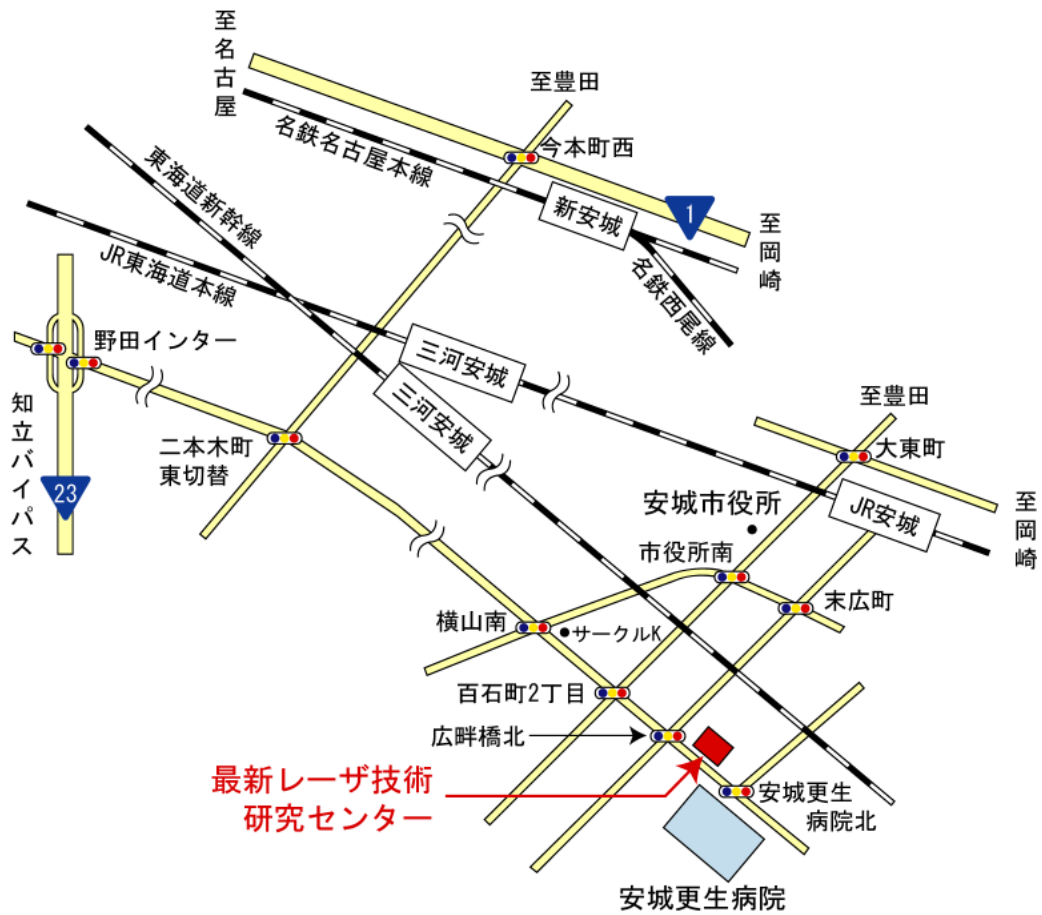 至名古屋
至豊田
今本町西
名鉄名古屋本線
新安城
1
至岡崎
東海道新幹線
JR東海道本線
名鉄西尾線
野田インター
三河安城
三河安城
知立バイパス
23
二本木町
東切替
至豊田
大東町
安城市役所
JR安城
至岡崎
市役所南
末広町
横山南
サークルK
百石町2丁目
広畔橋北
最新レーザ技術
研究センター
安城更生
病院北
安城更生病院